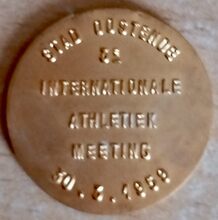 STAD OOSTENDE
INTERNATIONALE
ATHLETIEK
MEETING